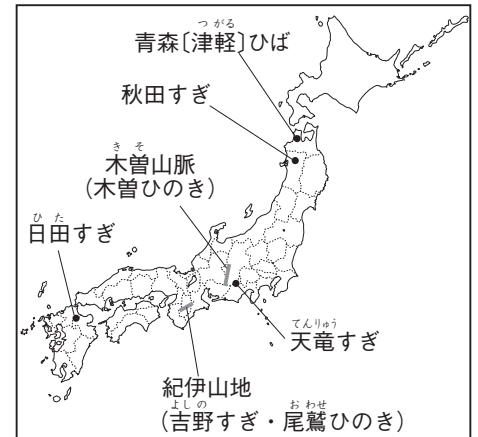 つがる
青森〔津軽〕ひば
秋田すぎ
きそ
木曽山脈
(木曽ひのき)
ひた
日田すぎ
てんりゅう
天竜すぎ
紀伊山地
よしの おわせ
(吉野すぎ・尾鷲ひのき)